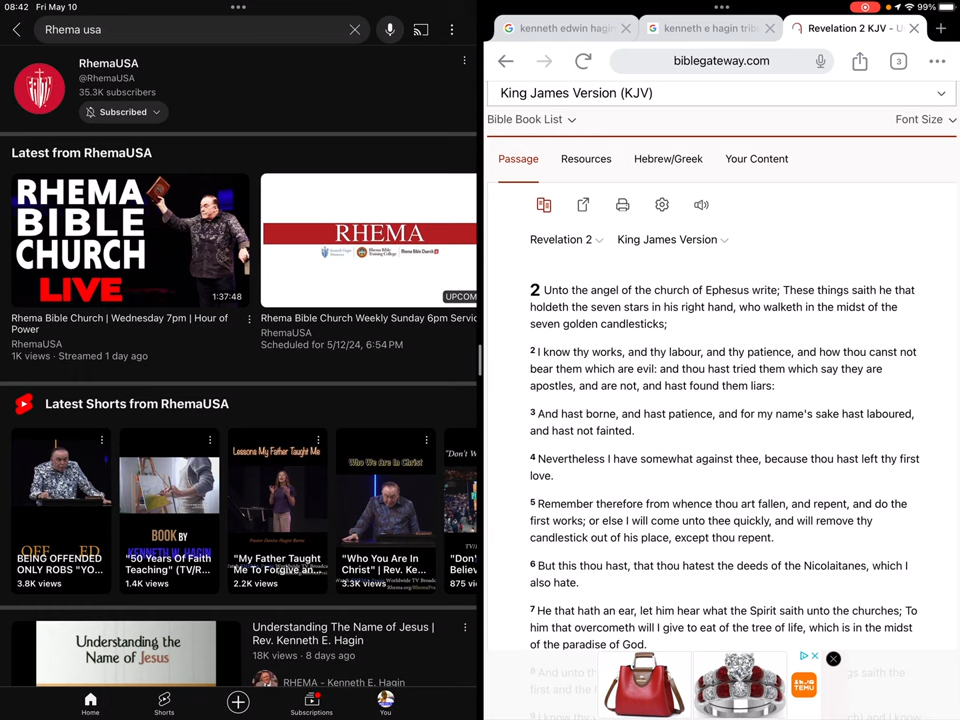 08:42 Fri May 10
99%
Rhema usa
RhemaUSA
@RhemaUSA
35.3K subscribers
Subscribed
Latest from RhemaUSA
RHEMA
BIBLE
CHURCH
LIVE
1:37:48
RHEMA
UPCOM
Rhema Bible Church | Wednesday 7pm | Hour of
Power
RhemaUSA
1K views · Streamed 1 day ago
Rhema Bible Church Weekly Sunday 6pm Servic
RhemaUSA
Scheduled for 5/12/24, 6:54 PM
Latest Shorts from RhemaUSA
BEING OFFENDED
ONLY ROBS "YO...
3.8K views
BOOK BY
KENNETH W. HAGIN
"50 Years Of Faith
Teaching" (TV/R...
1.4K views
Lessons My Father Taught Me
Pastor Denise Hagin Burns
"My Father Taught
Me To Forgive an...
2.2K views
Who We Are In Christ
"Who You Are In
Christ" | Rev. Ke...
3.3K views
"Don't W
"Don'
Believ
875 vi
Understanding the
Name of Jesus
Understanding The Name of Jesus |
Rev. Kenneth E. Hagin
18K views · 8 days ago
RHEMA - Kenneth E. Hagin
Home
Shorts
Subscriptions
You
kenneth edwin hagin
kenneth e hagin trib
Revelation 2 KJV - U
biblegateway.com
3
King James Version (KJV)
Bible Book List
Font Size
Passage
Resources
Hebrew/Greek
Your Content
Revelation 2
King James Version
2 Unto the angel of the church of Ephesus write; These things saith he that
holdeth the seven stars in his right hand, who walketh in the midst of the
seven golden candlesticks;
2 I know thy works, and thy labour, and thy patience, and how thou canst not
bear them which are evil: and thou hast tried them which say they are
apostles, and are not, and hast found them liars:
3 And hast borne, and hast patience, and for my name's sake hast laboured,
and hast not fainted.
4 Nevertheless I have somewhat against thee, because thou hast left thy first
love.
5 Remember therefore from whence thou art fallen, and repent, and do the
first works; or else I will come unto thee quickly, and will remove thy
candlestick out of his place, except thou repent.
6 But this thou hast, that thou hatest the deeds of the Nicolaitanes, which I
also hate.
7 He that hath an ear, let him hear what the Spirit saith unto the churches; To
him that overcometh will I give to eat of the tree of life, which is in the midst
of the paradise of God.
8 And unto
ngs saith the
first and the
9 I know thy
TEMU